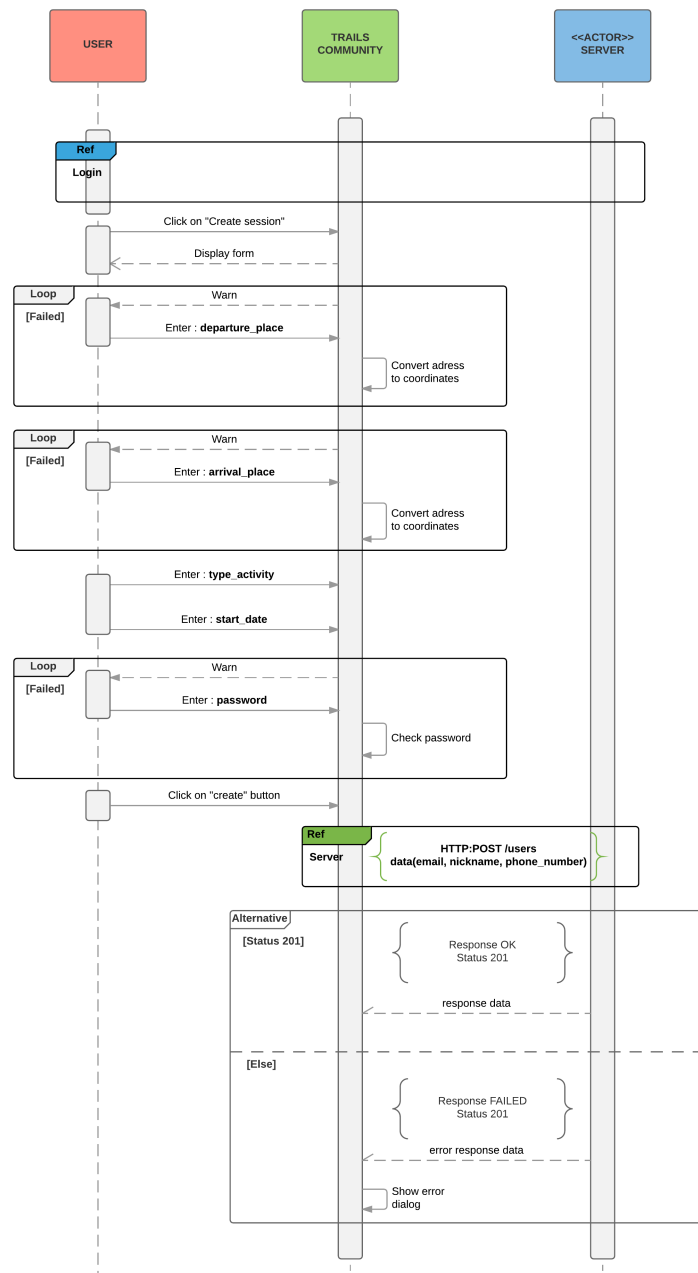 USER
TRAILS
COMMUNITY
<<ACTOR>>
SERVER
Ref
Login
Click on "Create session"
Display form
Loop
Warn
[Failed]
Enter : departure_place
Convert adress
to coordinates
Loop
Warn
[Failed]
Enter : arrival_place
Convert adress
to coordinates
Enter : type_activity
Enter : start_date
Loop
Warn
[Failed]
Enter : password
Check password
Click on "create" button
Ref
Server
HTTP:POST /users
data(email, nickname, phone_number)
Alternative
[Status 201]
Response OK
Status 201
response data
[Else]
Response FAILED
Status 201
error response data
Show error
dialog